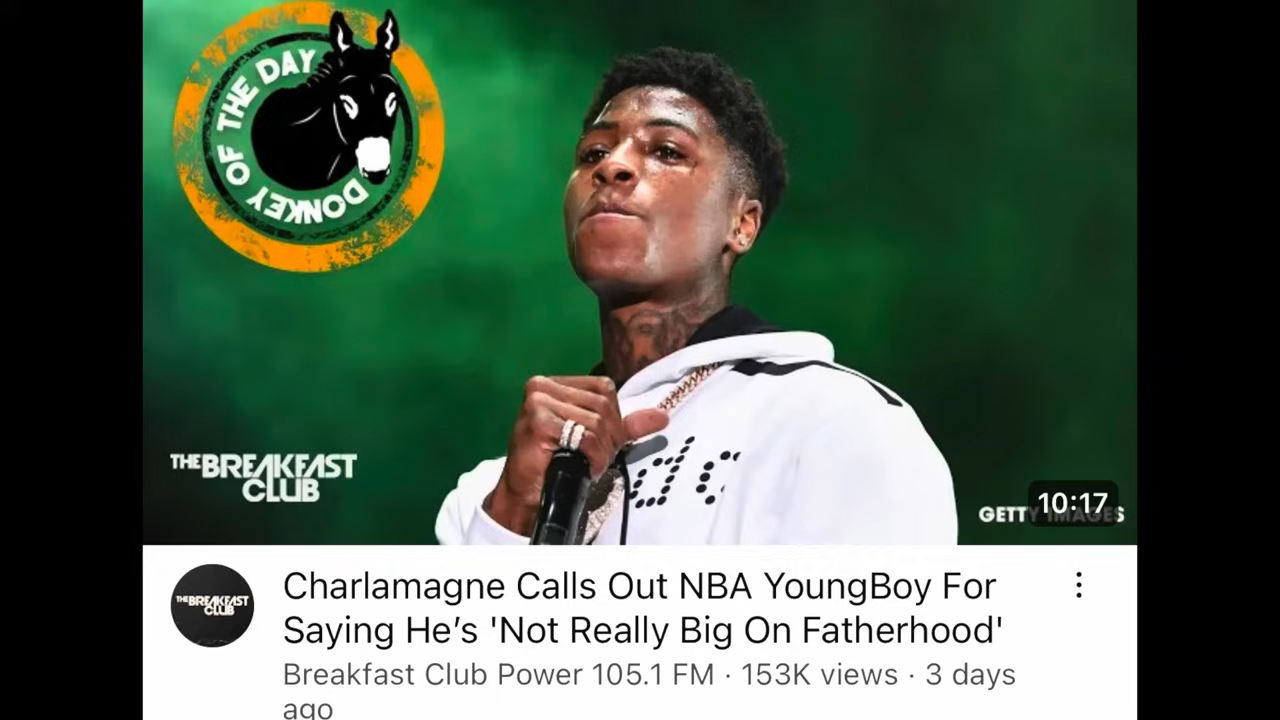 DONKEY OF THE DAY
THE BREAKFAST
CLUB
GETTY IMAGES
10:17
THE BREAKFAST
CLUB
Charlamagne Calls Out NBA YoungBoy For
Saying He’s 'Not Really Big On Fatherhood'
Breakfast Club Power 105.1 FM · 153K views · 3 days
ago